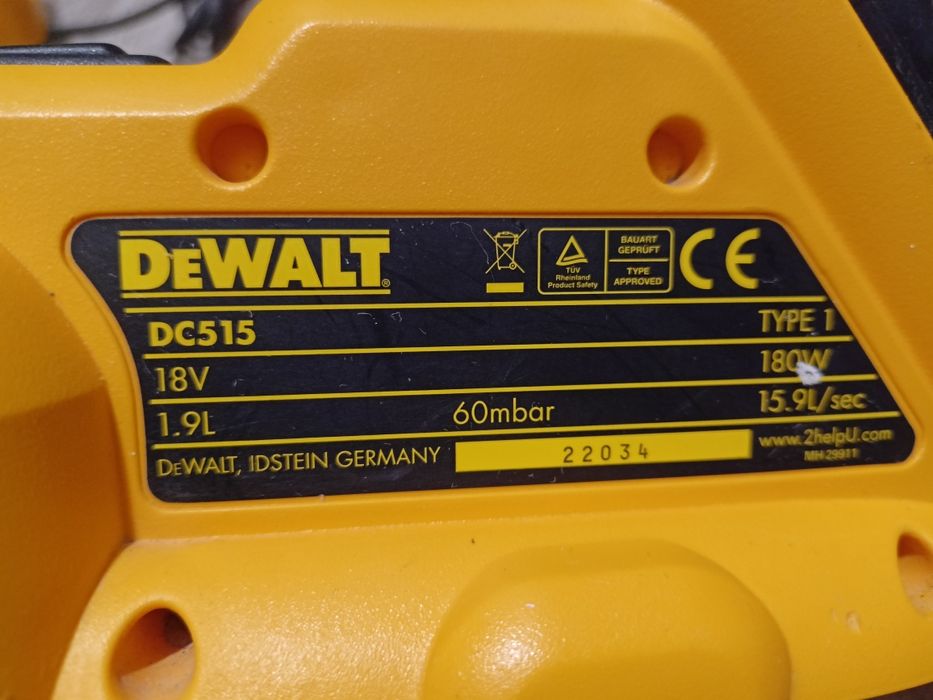 DEWALT®
TÜV
Rheinland
Product Safety
BAUART
GEPRÜFT
TYPE
APPROVED
CE
DC515 TYPE 1
18V 180W
1.9L 60mbar 15.9L/sec
DEWALT, IDSTEIN GERMANY 22034 www.2helpU.com
MH 29911